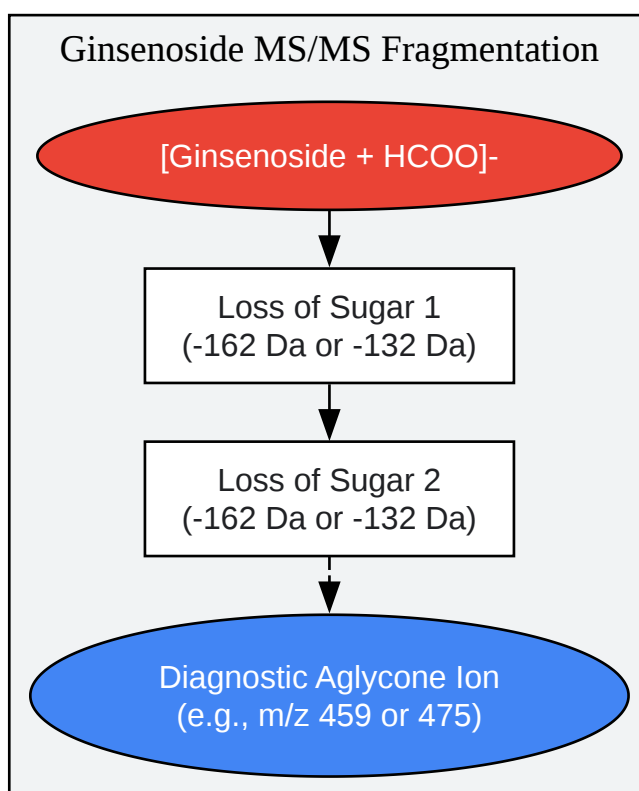 Ginsenoside MS/MS Fragmentation
[Ginsenoside + HCOO]-
Loss of Sugar 1
(-162 Da or -132 Da)
Loss of Sugar 2
(-162 Da or -132 Da)
Diagnostic Aglycone Ion
(e.g., m/z 459 or 475)